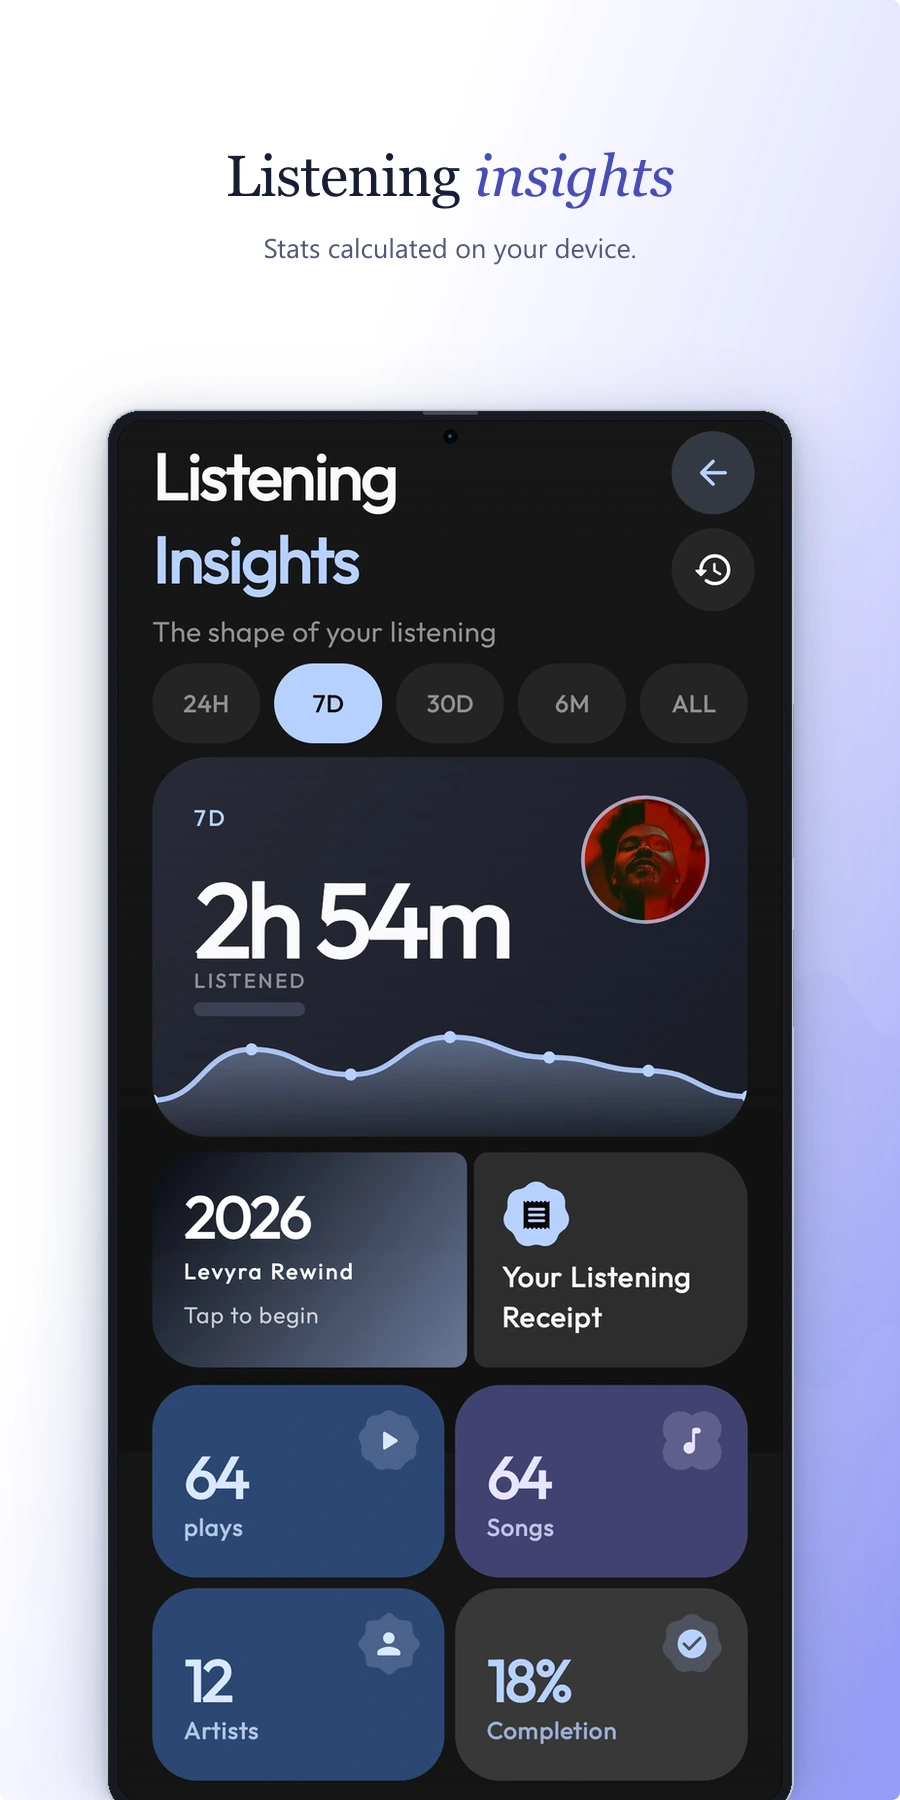 Listening insights
Stats calculated on your device.
Listening
Insights
The shape of your listening
24H 7D 30D 6M ALL
7D
2h 54m
LISTENED
2026
Levyra Rewind
Tap to begin
Your Listening
Receipt
64
plays
64
Songs
12
Artists
18%
Completion